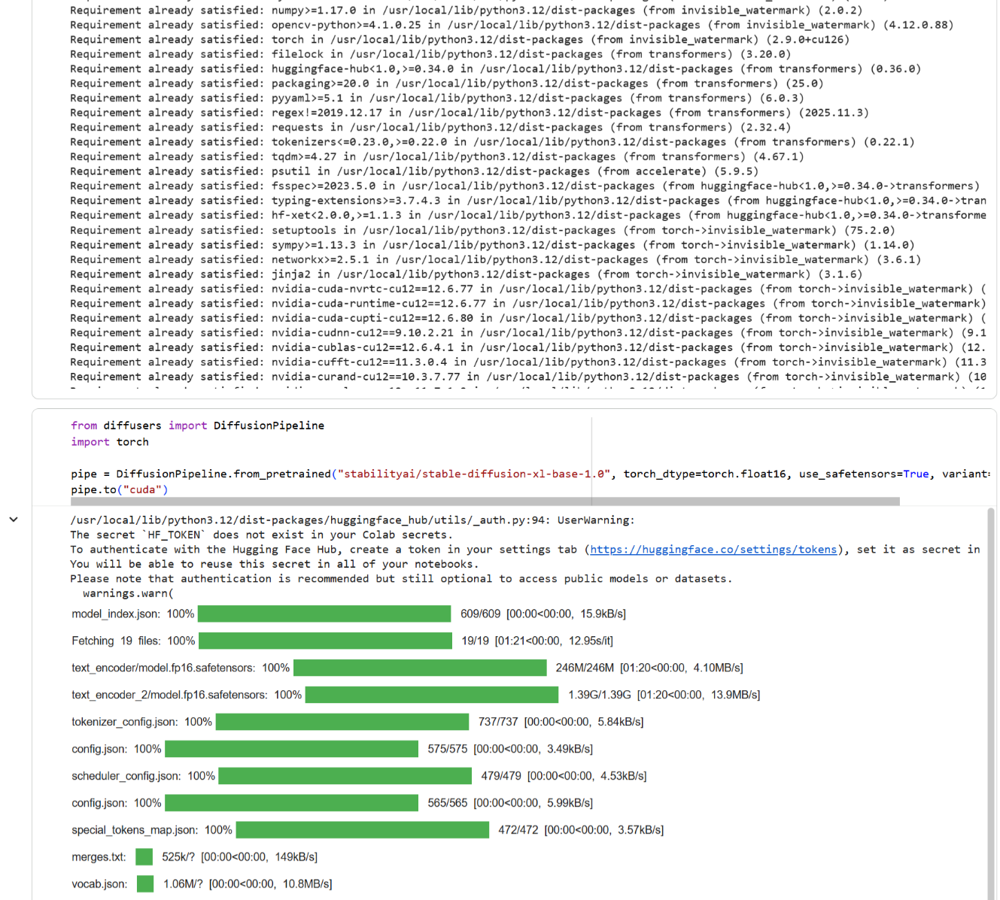 Requirement already satisfied: numpy>=1.17.0 in /usr/local/lib/python3.12/dist-packages (from invisible_watermark) (2.0.2)
Requirement already satisfied: opencv-python>=4.1.0.25 in /usr/local/lib/python3.12/dist-packages (from invisible_watermark) (4.12.0.88)
Requirement already satisfied: torch in /usr/local/lib/python3.12/dist-packages (from invisible_watermark) (2.9.0+cu126)
Requirement already satisfied: filelock in /usr/local/lib/python3.12/dist-packages (from transformers) (3.20.0)
Requirement already satisfied: huggingface-hub<1.0,>=0.34.0 in /usr/local/lib/python3.12/dist-packages (from transformers) (0.36.0)
Requirement already satisfied: packaging>=20.0 in /usr/local/lib/python3.12/dist-packages (from transformers) (25.0)
Requirement already satisfied: pyyaml>=5.1 in /usr/local/lib/python3.12/dist-packages (from transformers) (6.0.3)
Requirement already satisfied: regex!=2019.12.17 in /usr/local/lib/python3.12/dist-packages (from transformers) (2025.11.3)
Requirement already satisfied: requests in /usr/local/lib/python3.12/dist-packages (from transformers) (2.32.4)
Requirement already satisfied: tokenizers<=0.23.0,>=0.22.0 in /usr/local/lib/python3.12/dist-packages (from transformers) (0.22.1)
Requirement already satisfied: tqdm>=4.27 in /usr/local/lib/python3.12/dist-packages (from transformers) (4.67.1)
Requirement already satisfied: psutil in /usr/local/lib/python3.12/dist-packages (from accelerate) (5.9.5)
Requirement already satisfied: fsspec>=2023.5.0 in /usr/local/lib/python3.12/dist-packages (from huggingface-hub<1.0,>=0.34.0->transformers)
Requirement already satisfied: typing-extensions>=3.7.4.3 in /usr/local/lib/python3.12/dist-packages (from huggingface-hub<1.0,>=0.34.0->tran
Requirement already satisfied: hf-xet<2.0.0,>=1.1.3 in /usr/local/lib/python3.12/dist-packages (from huggingface-hub<1.0,>=0.34.0->transforme
Requirement already satisfied: setuptools in /usr/local/lib/python3.12/dist-packages (from torch->invisible_watermark) (75.2.0)
Requirement already satisfied: sympy>=1.13.3 in /usr/local/lib/python3.12/dist-packages (from torch->invisible_watermark) (1.14.0)
Requirement already satisfied: networkx>=2.5.1 in /usr/local/lib/python3.12/dist-packages (from torch->invisible_watermark) (3.6.1)
Requirement already satisfied: jinja2 in /usr/local/lib/python3.12/dist-packages (from torch->invisible_watermark) (3.1.6)
Requirement already satisfied: nvidia-cuda-nvrtc-cu12==12.6.77 in /usr/local/lib/python3.12/dist-packages (from torch->invisible_watermark) (
Requirement already satisfied: nvidia-cuda-runtime-cu12==12.6.77 in /usr/local/lib/python3.12/dist-packages (from torch->invisible_watermark)
Requirement already satisfied: nvidia-cuda-cupti-cu12==12.6.80 in /usr/local/lib/python3.12/dist-packages (from torch->invisible_watermark) (
Requirement already satisfied: nvidia-cudnn-cu12==9.10.2.21 in /usr/local/lib/python3.12/dist-packages (from torch->invisible_watermark) (9.1
Requirement already satisfied: nvidia-cublas-cu12==12.6.4.1 in /usr/local/lib/python3.12/dist-packages (from torch->invisible_watermark) (12.
Requirement already satisfied: nvidia-cufft-cu12==11.3.0.4 in /usr/local/lib/python3.12/dist-packages (from torch->invisible_watermark) (11.3
Requirement already satisfied: nvidia-curand-cu12==10.3.7.77 in /usr/local/lib/python3.12/dist-packages (from torch->invisible_watermark) (10
from diffusers import DiffusionPipeline
import torch
pipe = DiffusionPipeline.from_pretrained("stabilityai/stable-diffusion-xl-base-1.0", torch_dtype=torch.float16, use_safetensors=True, variant=
pipe.to("cuda")
/usr/local/lib/python3.12/dist-packages/huggingface_hub/utils/_auth.py:94: UserWarning:
The secret `HF_TOKEN` does not exist in your Colab secrets.
To authenticate with the Hugging Face Hub, create a token in your settings tab (https://huggingface.co/settings/tokens), set it as secret in
You will be able to reuse this secret in all of your notebooks.
Please note that authentication is recommended but still optional to access public models or datasets.
  warnings.warn(
model_index.json: 100% 609/609 [00:00<00:00, 15.9kB/s]
Fetching 19 files: 100% 19/19 [01:21<00:00, 12.95s/it]
text_encoder/model.fp16.safetensors: 100% 246M/246M [01:20<00:00, 4.10MB/s]
text_encoder_2/model.fp16.safetensors: 100% 1.39G/1.39G [01:20<00:00, 13.9MB/s]
tokenizer_config.json: 100% 737/737 [00:00<00:00, 5.84kB/s]
config.json: 100% 575/575 [00:00<00:00, 3.49kB/s]
scheduler_config.json: 100% 479/479 [00:00<00:00, 4.53kB/s]
config.json: 100% 565/565 [00:00<00:00, 5.99kB/s]
special_tokens_map.json: 100% 472/472 [00:00<00:00, 3.57kB/s]
merges.txt: 525k/? [00:00<00:00, 149kB/s]
vocab.json: 1.06M/? [00:00<00:00, 10.8MB/s]